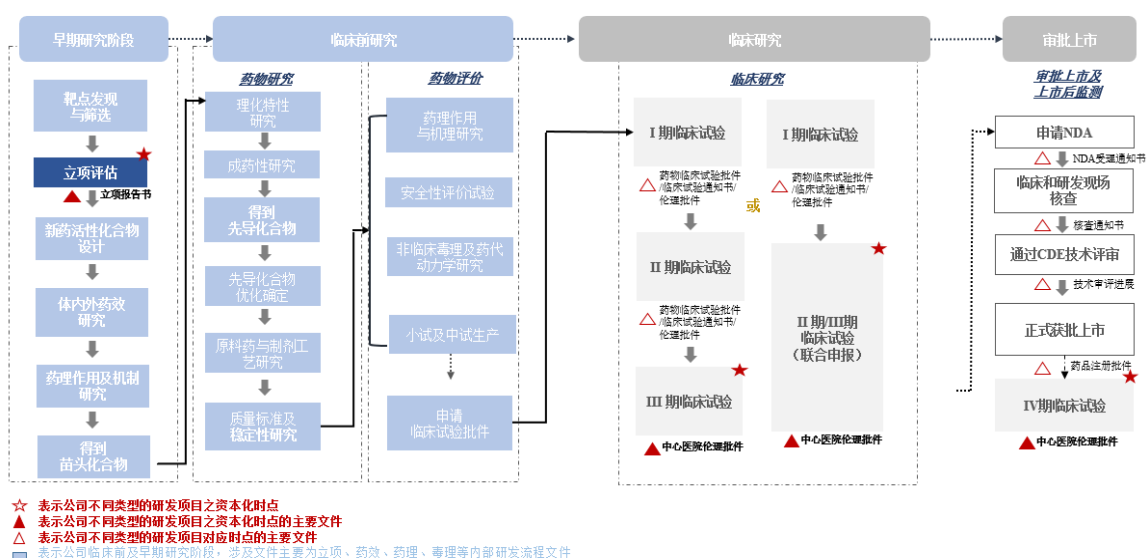 早期研究阶段
临床前研究
临床研究
审批上市
靶点发现
与筛选
立项评估
立项报告书
新药活性化合物
设计
体内外药效
研究
药理作用及机制
研究
得到
苗头化合物
药物研究
理化特性
研究
成药性研究
得到
先导化合物
先导化合物
优化确定
原料药与制剂工
艺研究
质量标准及
稳定性研究
药物评价
药理作用
与机理研究
安全性评价试验
非临床毒理及药代
动力学研究
小试及中试生产
申请
临床试验批件
临床研究
I 期临床试验
药物临床试验批件
/临床试验通知书/
伦理批件
II 期临床试验
药物临床试验批件
/临床试验通知书/
伦理批件
III 期临床试验
中心医院伦理批件
或
I 期临床试验
药物临床试验批件
/临床试验通知书/
伦理批件
II 期/III期
临床试验
（联合申报）
中心医院伦理批件
审批上市及
上市后监测
申请NDA
NDA受理通知书
临床和研发现场
核查
核查通知书
通过CDE技术评审
技术审评进展
正式获批上市
药品注册批件
IV期临床试验
中心医院伦理批件
表示公司不同类型的研发项目之资本化时点
表示公司不同类型的研发项目之资本化时点的主要文件
表示公司不同类型的研发项目对应时点的主要文件
表示公司临床前及早期研究阶段，涉及文件主要为立项、药效、药理、毒理等内部研发流程文件